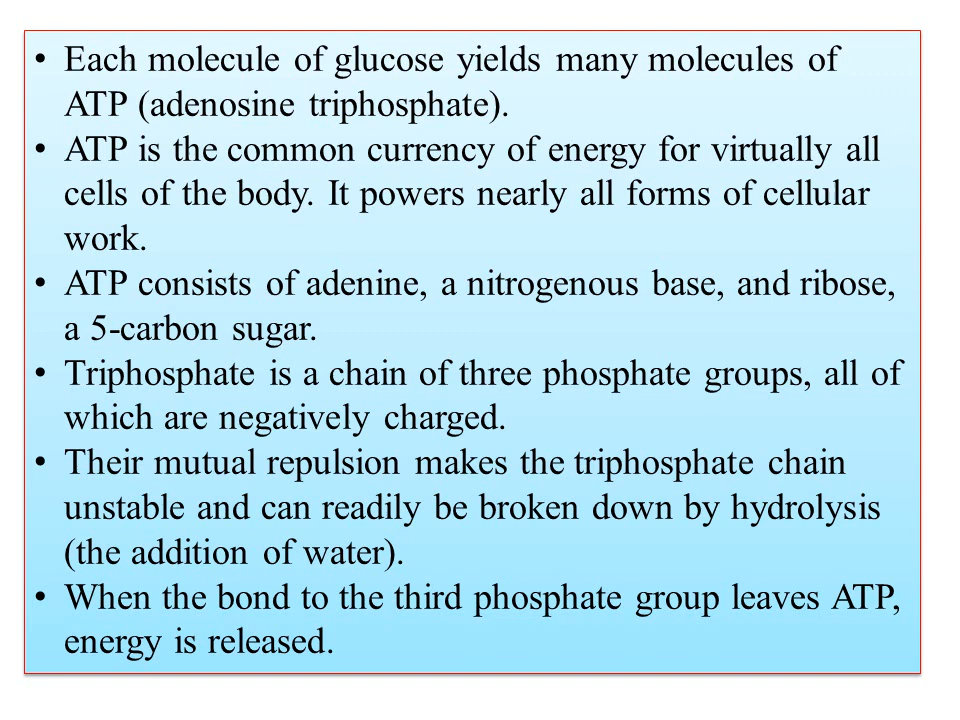 • Each molecule of glucose yields many molecules of
ATP (adenosine triphosphate).
• ATP is the common currency of energy for virtually all
cells of the body. It powers nearly all forms of cellular
work.
• ATP consists of adenine, a nitrogenous base, and ribose,
a 5-carbon sugar.
• Triphosphate is a chain of three phosphate groups, all of
which are negatively charged.
• Their mutual repulsion makes the triphosphate chain
unstable and can readily be broken down by hydrolysis
(the addition of water).
• When the bond to the third phosphate group leaves ATP,
energy is released.